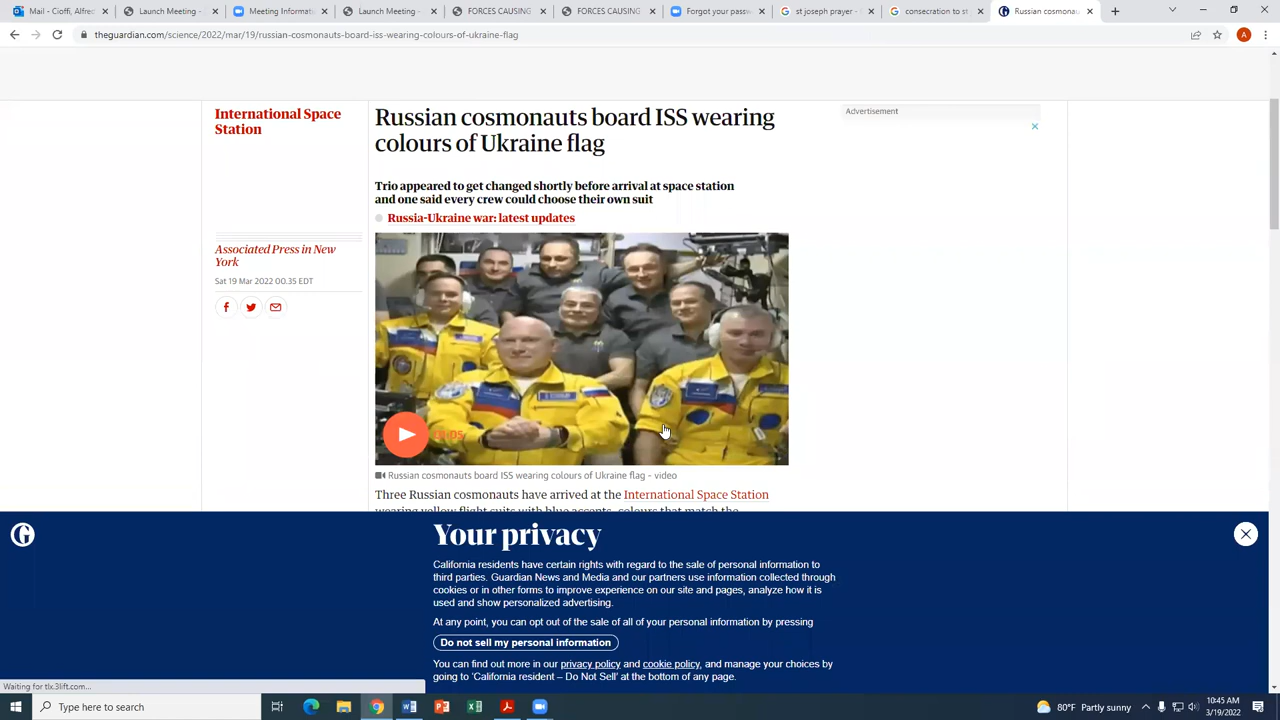 Mail - Cioffi, Alfred
Launch Meeting -
Meeting Informati
Launch Meeting -
FORCES CAUSING
FORCES CAUSING
Forgot your passw
st joseph prayer -
consecration to st
Russian cosmonau
theguardian.com/science/2022/mar/19/russian-cosmonauts-board-iss-wearing-colours-of-ukraine-flag
A
International Space
Station
Associated Press in New
York
Sat 19 Mar 2022 00.35 EDT
Russian cosmonauts board ISS wearing
colours of Ukraine flag
Trio appeared to get changed shortly before arrival at space station
and one said every crew could choose their own suit
Russia-Ukraine war: latest updates
Russian cosmonauts board ISS wearing colours of Ukraine flag – video
Three Russian cosmonauts have arrived at the International Space Station
wearing yellow flight suits with blue accents, colours that match the
Advertisement
Your privacy
California residents have certain rights with regard to the sale of personal information to
third parties. Guardian News and Media and our partners use information collected through
cookies or in other forms to improve experience on our site and pages, analyze how it is
used and show personalized advertising.
At any point, you can opt out of the sale of all of your personal information by pressing
Do not sell my personal information
You can find out more in our privacy policy and cookie policy, and manage your choices by
going to 'California resident – Do Not Sell' at the bottom of any page.
Waiting for tlx.3lift.com...
Type here to search
80°F Partly sunny
10:45 AM
3/19/2022